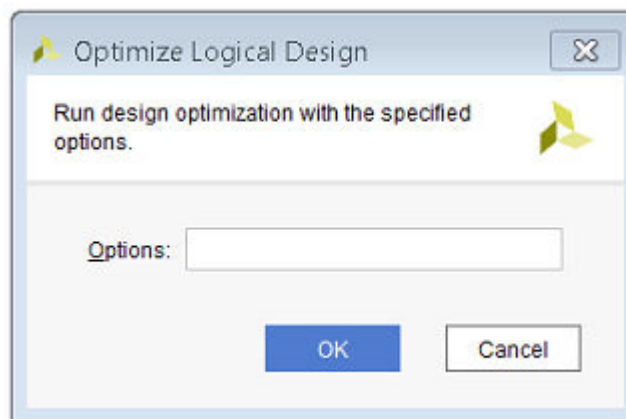 Optimize Logical Design
Run design optimization with the specified
options.
Options:
OK
Cancel